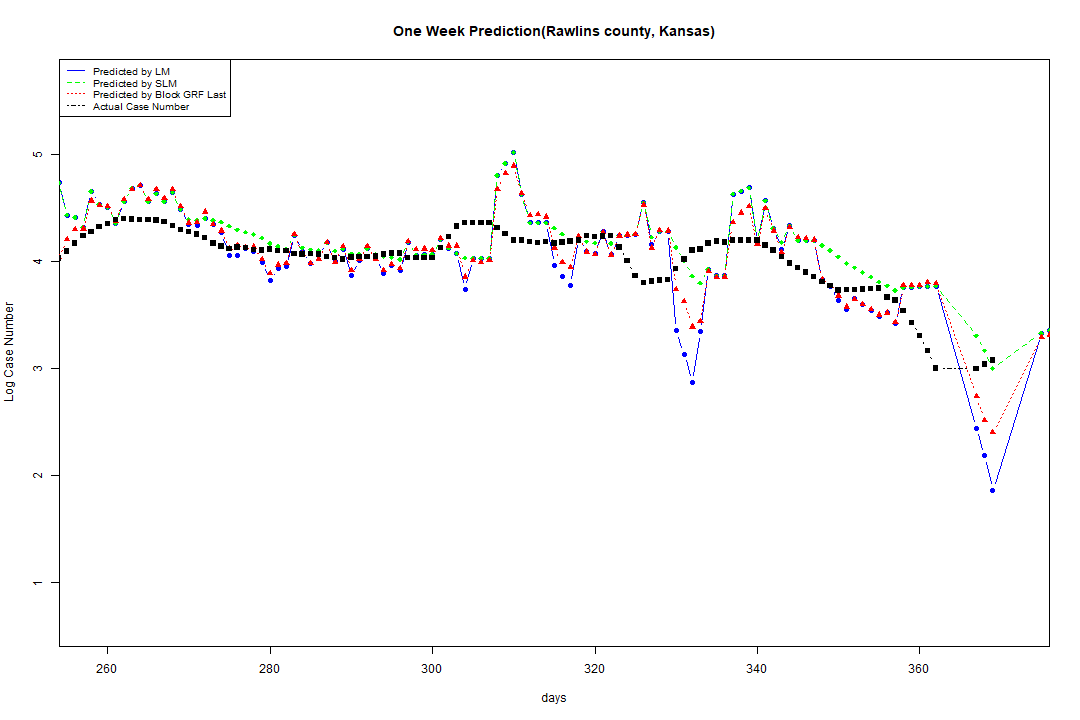 One Week Prediction(Rawlins county, Kansas)
Predicted by LM
Predicted by SLM
Predicted by Block GRF Last
Actual Case Number
Log Case Number
5
4
3
2
1
260 280 300 320 340 360
days